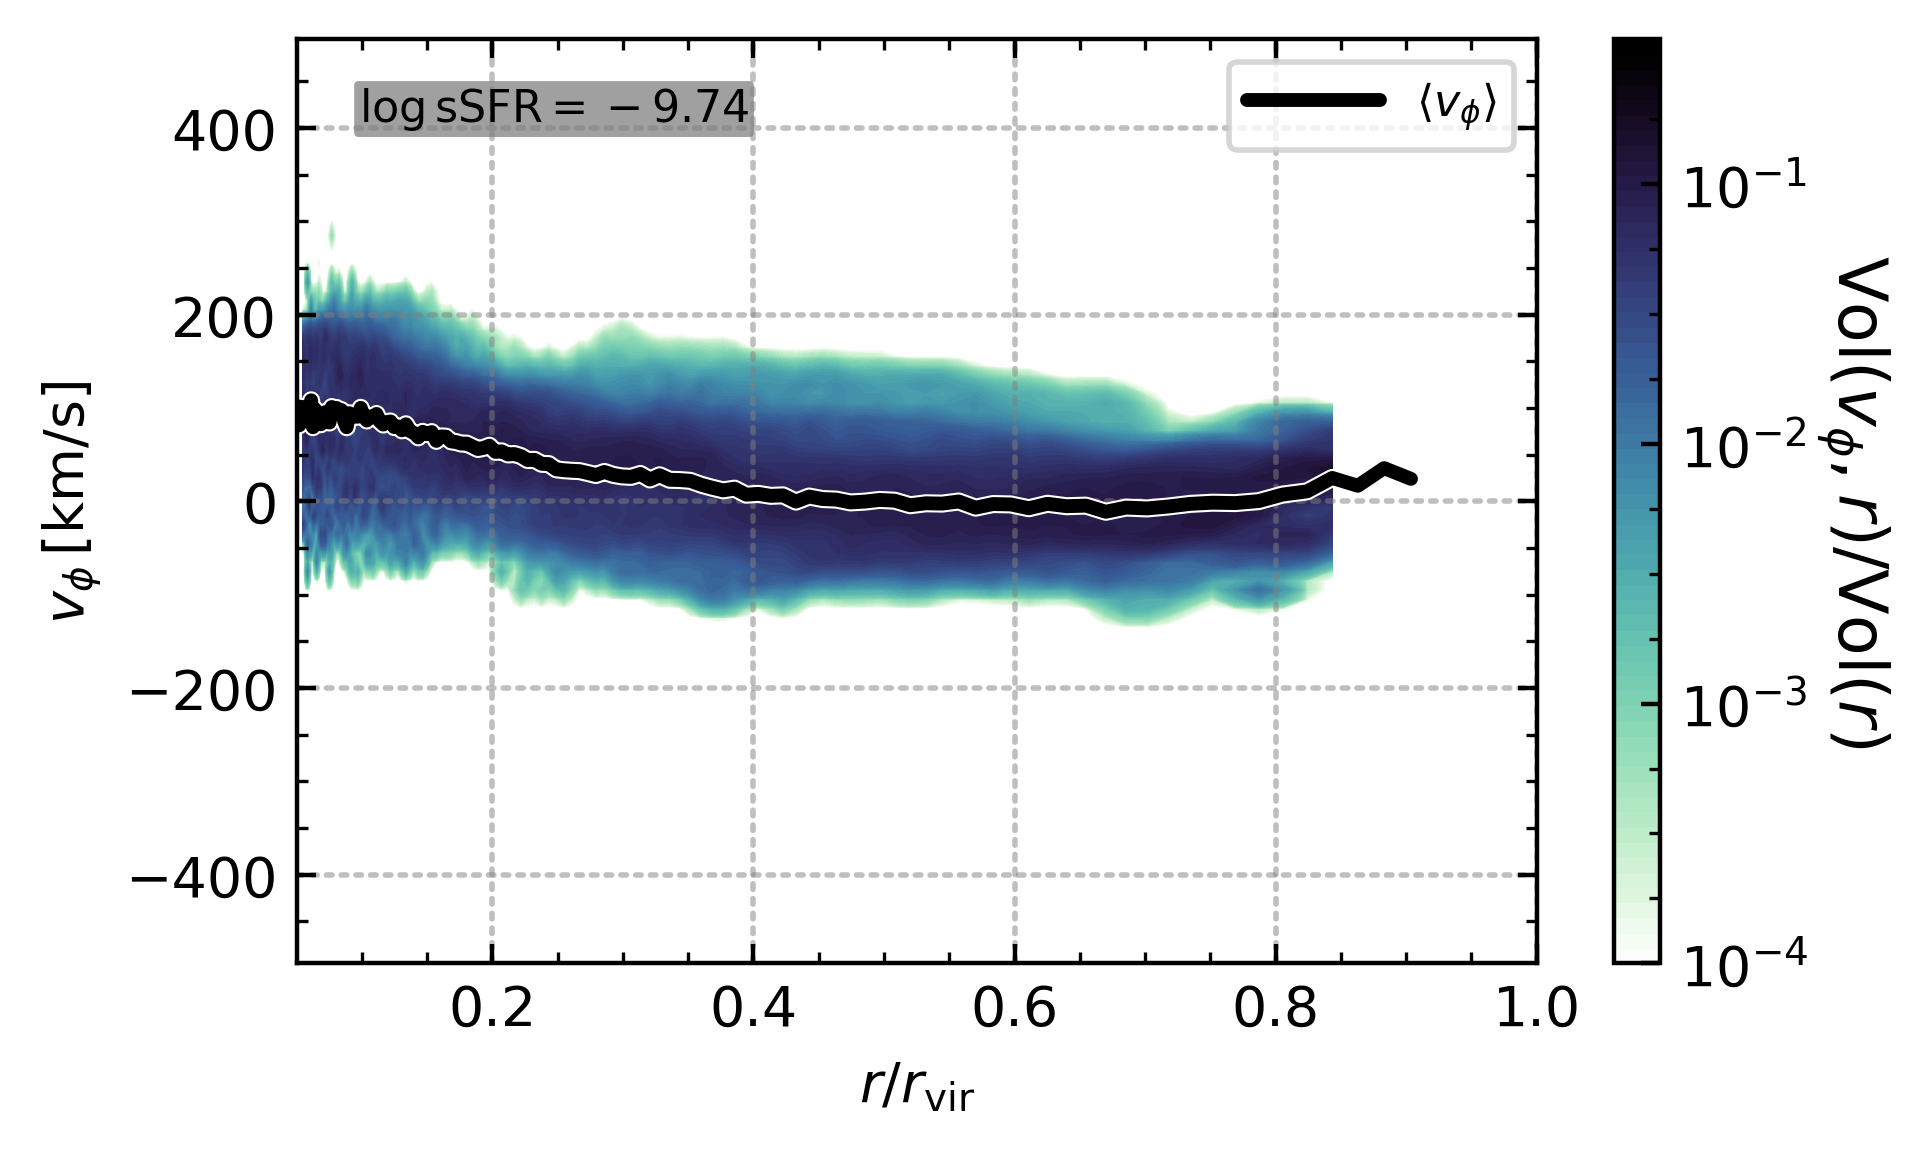 log sSFR = −9.74
⟨v_ϕ⟩
400
200
0
−200
−400
v_ϕ [km/s]
0.2
0.4
0.6
0.8
1.0
r/r_vir
10⁻¹
10⁻²
10⁻³
10⁻⁴
Vol(v_ϕ, r)/Vol(r)